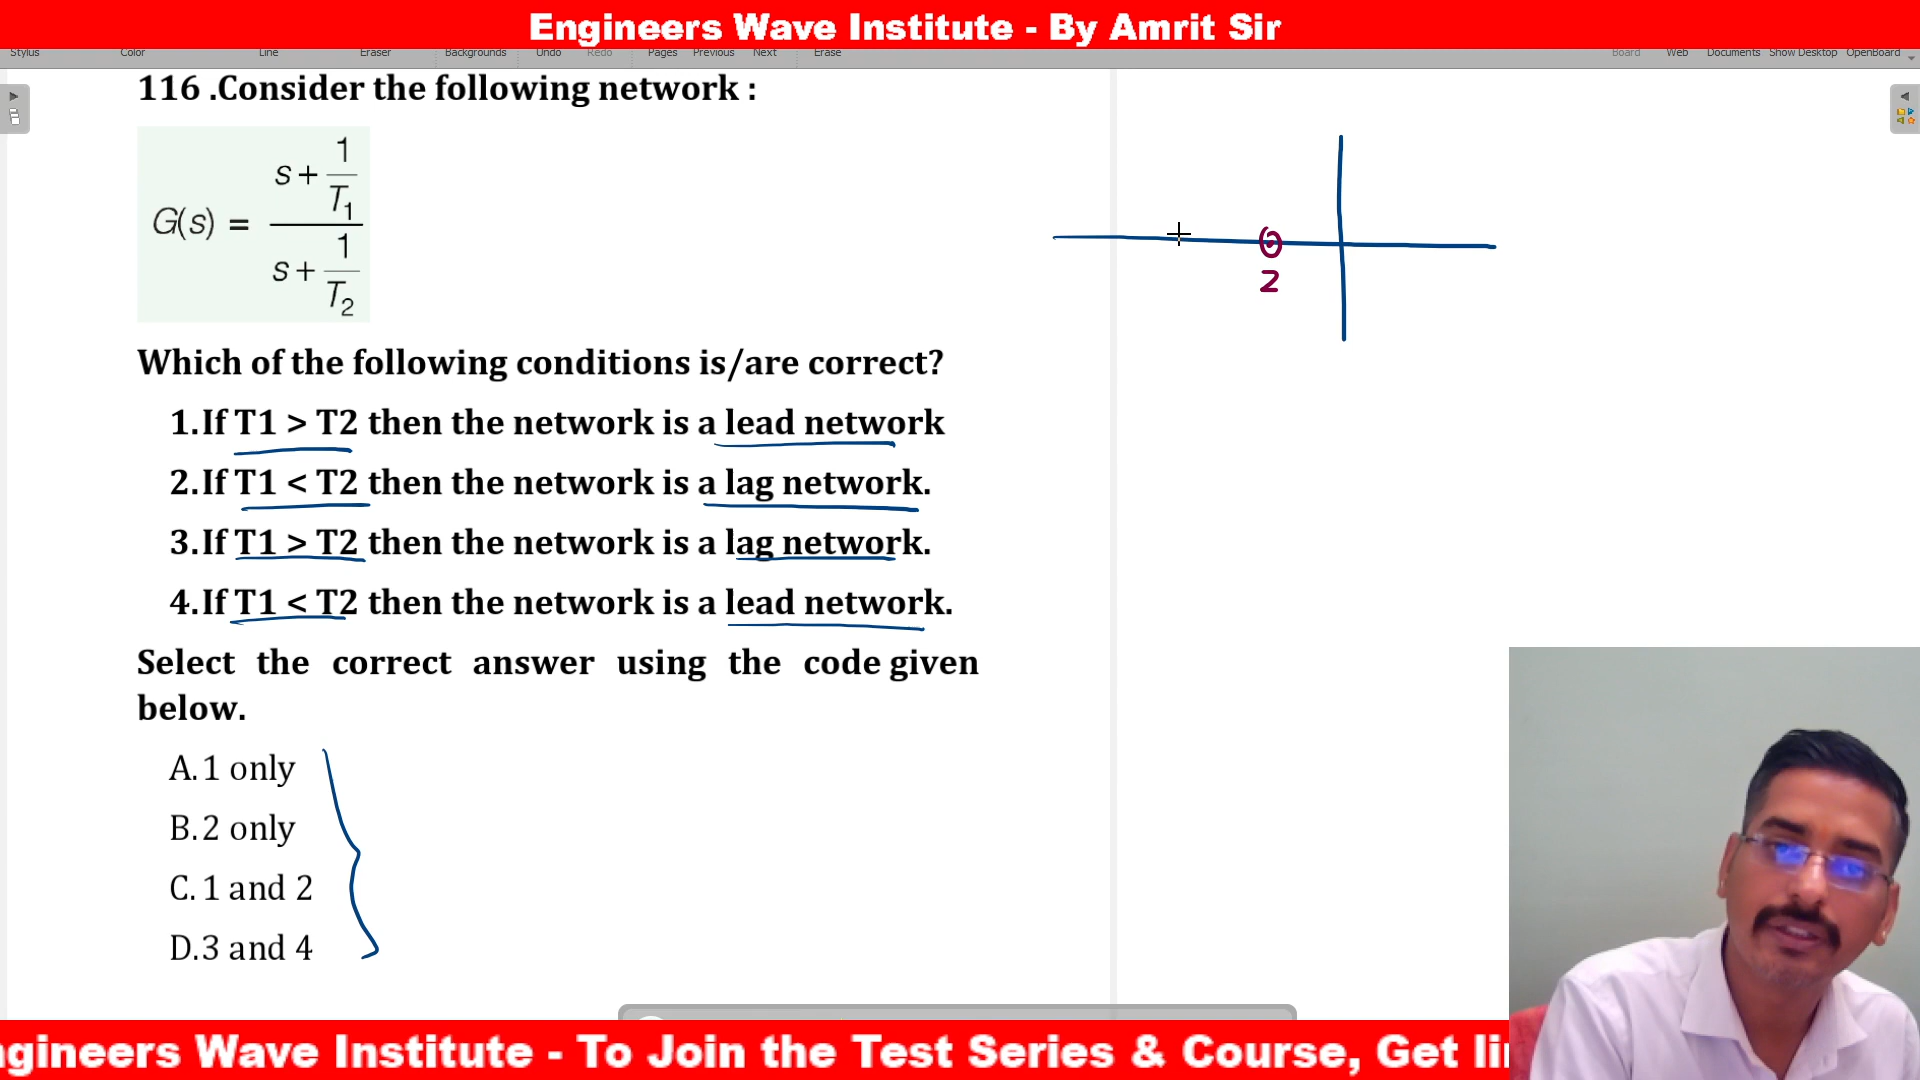 Engineers Wave Institute - By Amrit Sir
Stylus Color Line Eraser Backgrounds Undo Redo Pages Previous Next Erase Board Web Documents Show Desktop OpenBoard
116 .Consider the following network :
G(s) = (s + 1/T₁) / (s + 1/T₂)
2
Which of the following conditions is/are correct?
1.If T1 > T2 then the network is a lead network
2.If T1 < T2 then the network is a lag network.
3.If T1 > T2 then the network is a lag network.
4.If T1 < T2 then the network is a lead network.
Select the correct answer using the code given
below.
A.1 only
B.2 only
C.1 and 2
D.3 and 4
gineers Wave Institute - To Join the Test Series & Course, Get